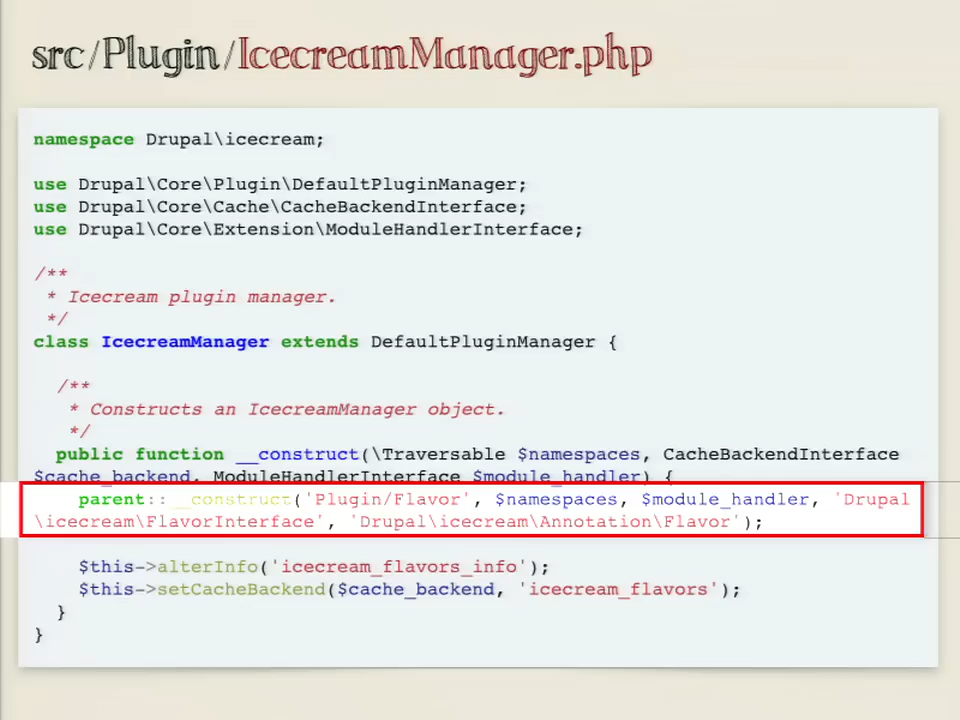 src/Plugin/IcecreamManager.php
namespace Drupal\icecream;
use Drupal\Core\Plugin\DefaultPluginManager;
use Drupal\Core\Cache\CacheBackendInterface;
use Drupal\Core\Extension\ModuleHandlerInterface;
/**
* Icecream plugin manager.
*/
class IcecreamManager extends DefaultPluginManager {
/**
* Constructs an IcecreamManager object.
*/
public function __construct(\Traversable $namespaces, CacheBackendInterface
$cache_backend, ModuleHandlerInterface $module_handler) {
parent::__construct('Plugin/Flavor', $namespaces, $module_handler, 'Drupal
\icecream\FlavorInterface', 'Drupal\icecream\Annotation\Flavor');
$this->alterInfo('icecream_flavors_info');
$this->setCacheBackend($cache_backend, 'icecream_flavors');
}
}